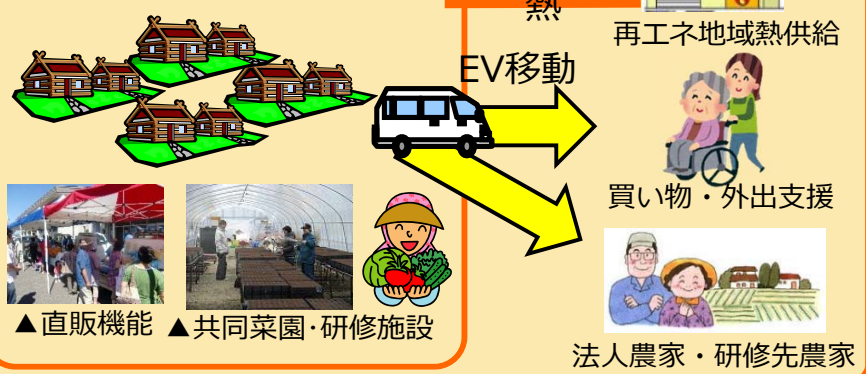 熱
再エネ地域熱供給
EV移動
買い物・外出支援
▲直販機能 ▲共同菜園・研修施設
法人農家・研修先農家